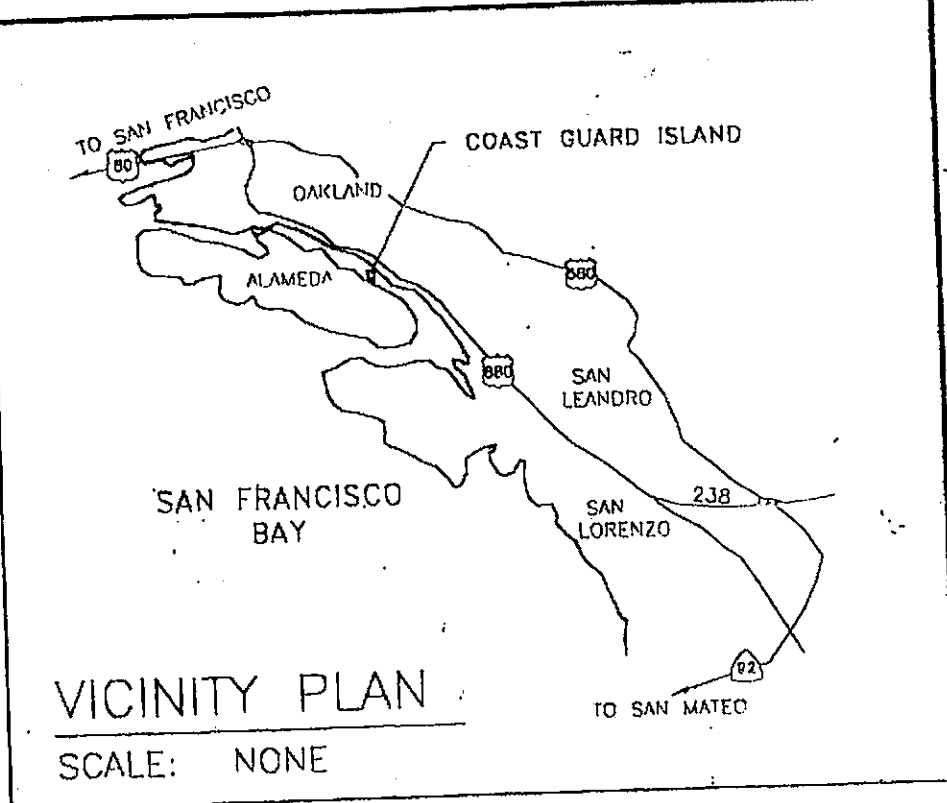 TO SAN FRANCISCO
80
COAST GUARD ISLAND
OAKLAND
ALAMEDA
580
880
SAN
LEANDRO
SAN FRANCISCO
BAY
238
SAN
LORENZO
92
TO SAN MATEO
VICINITY PLAN
SCALE: NONE